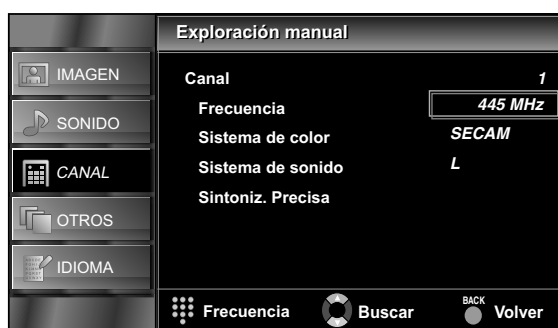 Exploración manual
IMAGEN
SONIDO
CANAL
OTROS
IDIOMA
Canal 1
Frecuencia 445 MHz
Sistema de color SECAM
Sistema de sonido L
Sintoniz. Precisa
Frecuencia Buscar BACK Volver